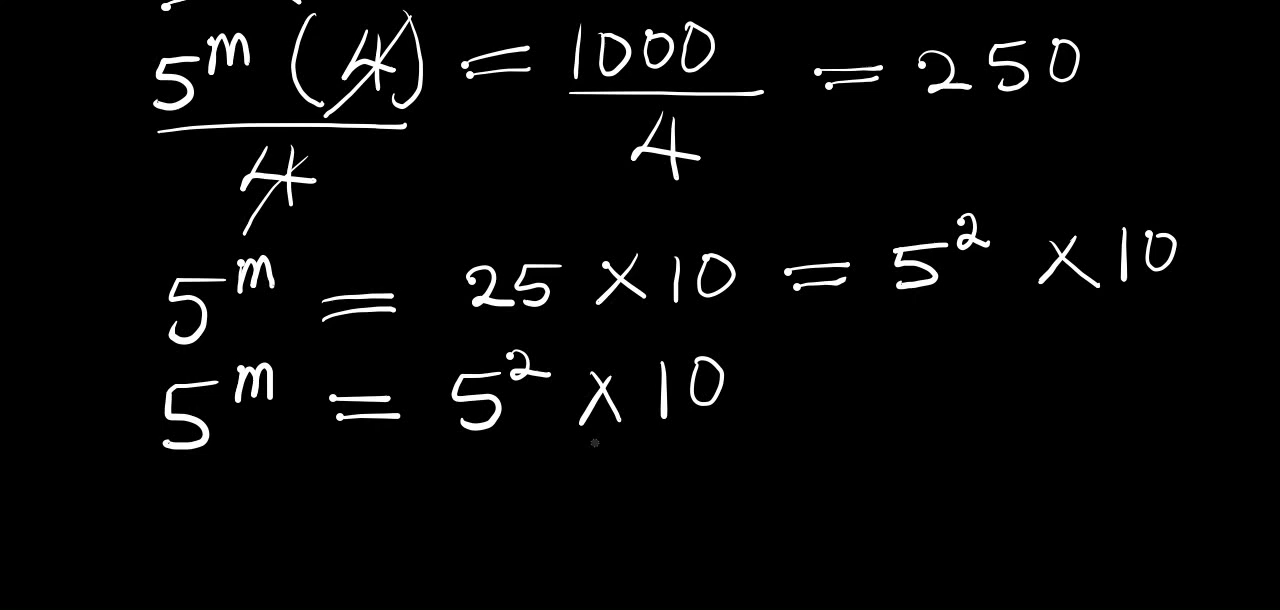 5^m (4) / 4 = 1000 / 4 = 250
5^m = 25 × 10 = 5^2 × 10
5^m = 5^2 × 10